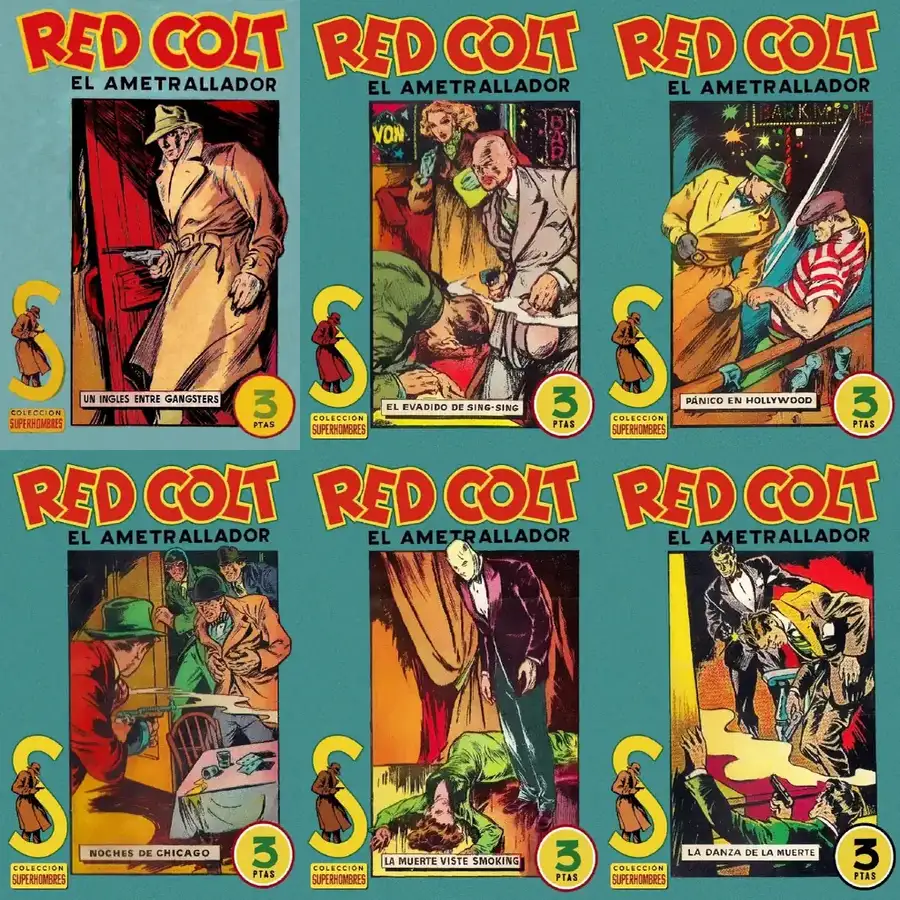 RED COLT
EL AMETRALLADOR
UN INGLES ENTRE GANGSTERS
S
COLECCIÓN
SUPERHOMBRES
3
PTAS
RED COLT
EL AMETRALLADOR
VON
BAR
EL EVADIDO DE SING-SING
S
COLECCIÓN
SUPERHOMBRES
3
PTAS
RED COLT
EL AMETRALLADOR
PÁNICO EN HOLLYWOOD
S
COLECCIÓN
SUPERHOMBRES
3
PTAS
RED COLT
EL AMETRALLADOR
NOCHES DE CHICAGO
S
COLECCIÓN
SUPERHOMBRES
3
PTAS
RED COLT
EL AMETRALLADOR
LA MUERTE VISTE SMOKING
S
COLECCIÓN
SUPERHOMBRES
3
PTAS
RED COLT
EL AMETRALLADOR
LA DANZA DE LA MUERTE
S
COLECCIÓN
SUPERHOMBRES
3
PTAS